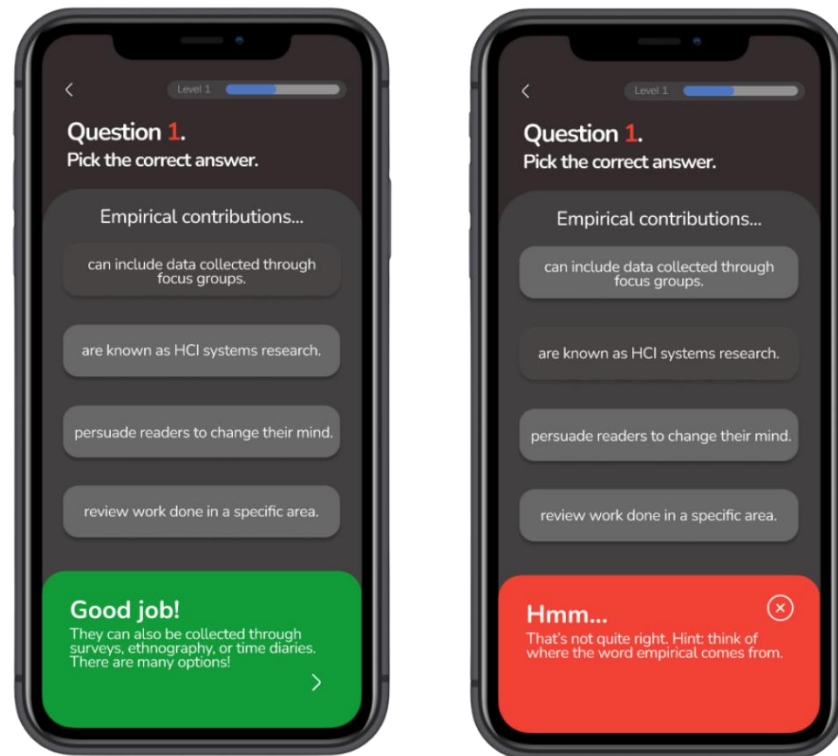 Level 1
Question 1.
Pick the correct answer.
Empirical contributions...
can include data collected through
focus groups.
are known as HCI systems research.
persuade readers to change their mind.
review work done in a specific area.
Good job!
They can also be collected through
surveys, ethnography, or time diaries.
There are many options!
Level 1
Question 1.
Pick the correct answer.
Empirical contributions...
can include data collected through
focus groups.
are known as HCI systems research.
persuade readers to change their mind.
review work done in a specific area.
Hmm...
That's not quite right. Hint: think of
where the word empirical comes from.